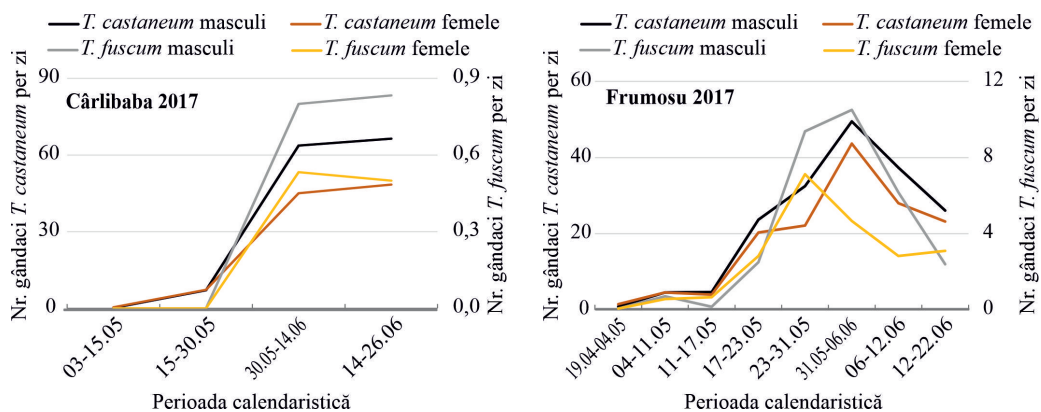 T. castaneum masculi
T. castaneum femele
T. fuscum masculi
T. fuscum femele
Nr. gândaci T. castaneum per zi
90
60
30
0
Cârlibaba 2017
0,9
0,6
0,3
0,0
Nr. gândaci T. fuscum per zi
03-15.05
15-30.05
30.05-14.06
14-26.06
Perioada calendaristică
T. castaneum masculi
T. castaneum femele
T. fuscum masculi
T. fuscum femele
Nr. gândaci T. castaneum per zi
60
40
20
0
Frumosu 2017
12
8
4
0
Nr. gândaci T. fuscum per zi
19.04-04.05
04-11.05
11-17.05
17-23.05
23-31.05
31.05-06.06
06-12.06
12-22.06
Perioada calendaristică